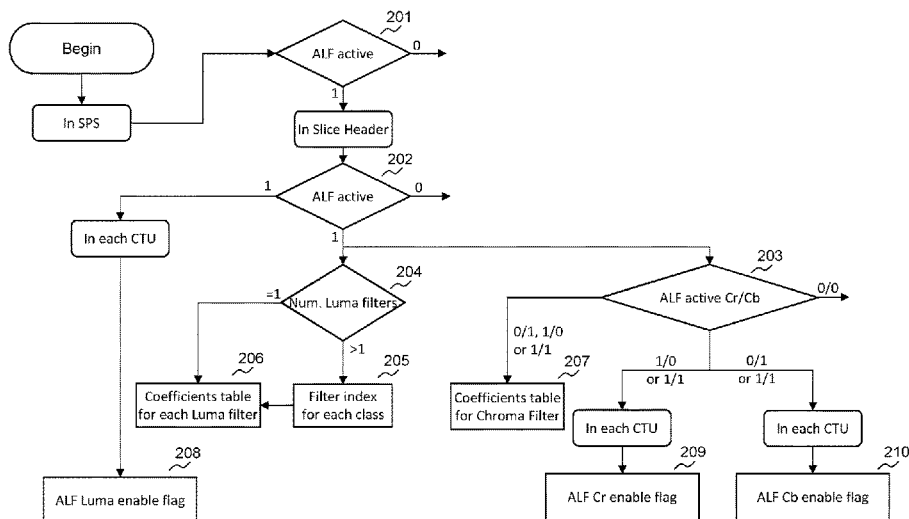 201
Begin
ALF active
0
1
In SPS
In Slice Header
202
1
ALF active
0
1
In each CTU
203
204
=1
Num. Luma filters
ALF active Cr/Cb
0/0
>1
0/1, 1/0
or 1/1
206
205
207
1/0
or 1/1
0/1
or 1/1
Coefficients table
for each Luma filter
Filter index
for each class
Coefficients table
for Chroma Filter
In each CTU
In each CTU
208
209
210
ALF Luma enable flag
ALF Cr enable flag
ALF Cb enable flag